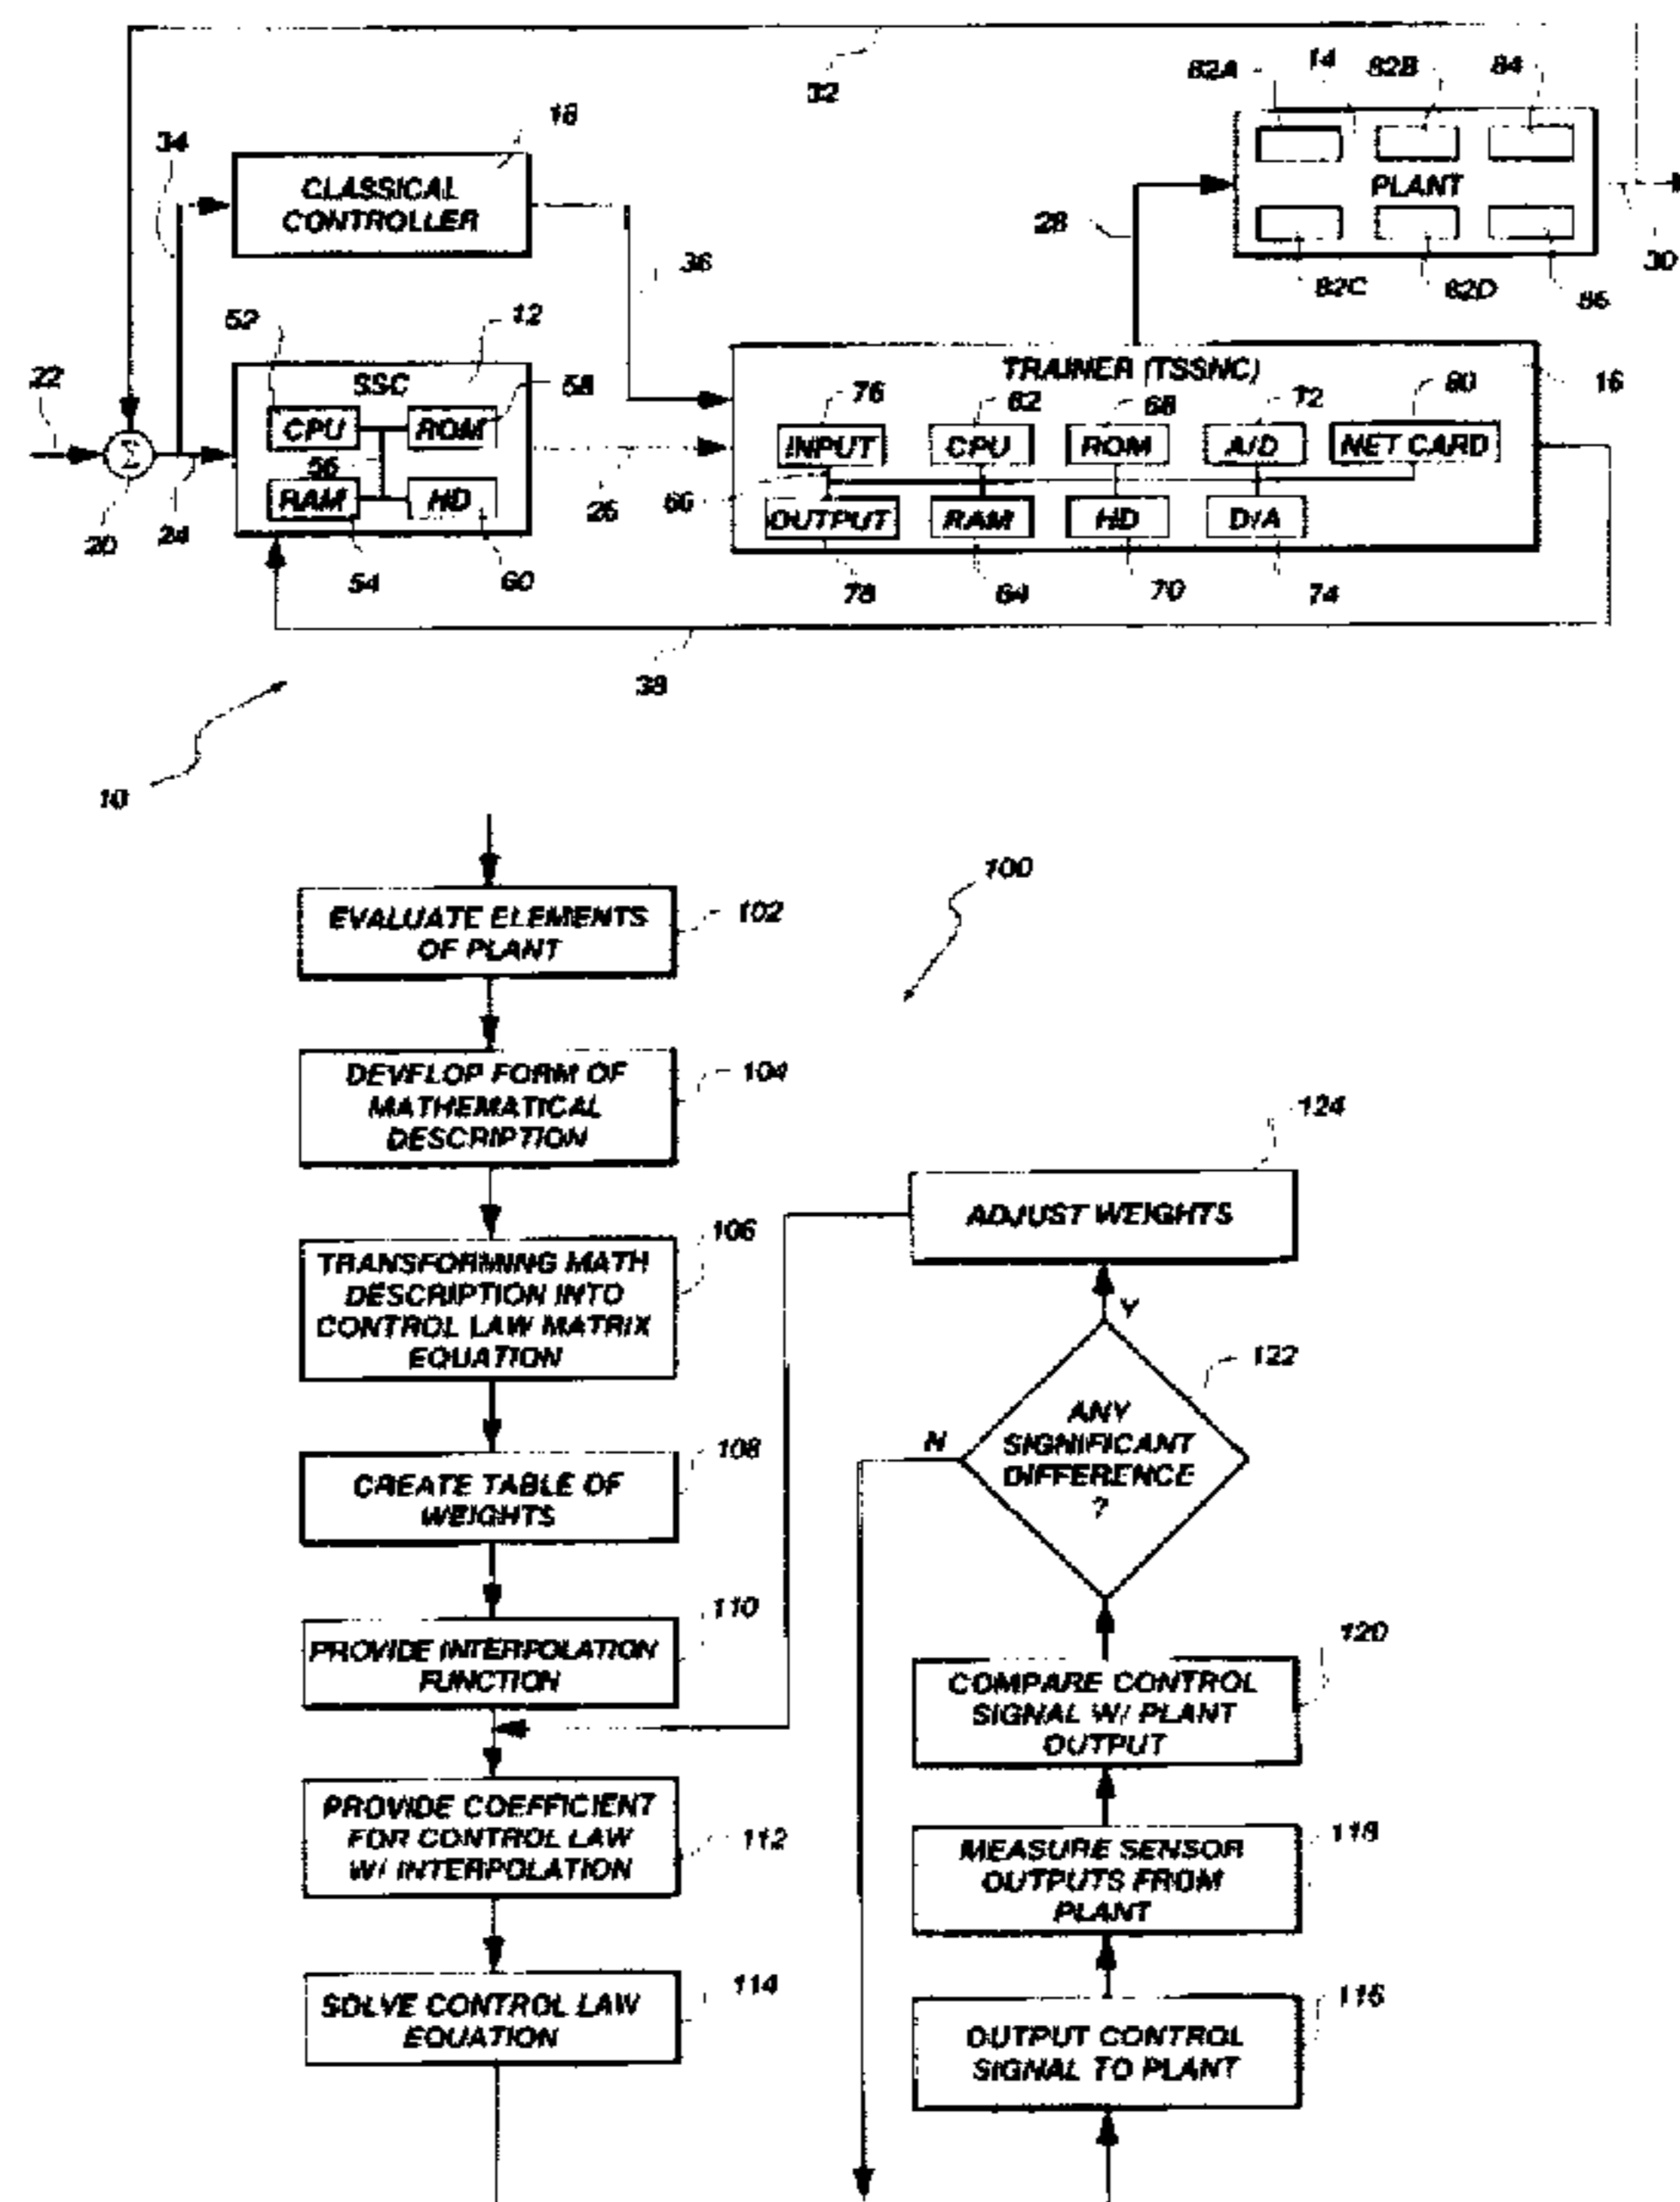 32
82A
14
82B
84
18
34
CLASSICAL
CONTROLLER
PLANT
28
36
30
82C
82D
86
52
12
SSC
58
TRAINER (TSSNC)
16
22
76
62
68
72
80
CPU
ROM
INPUT
CPU
ROM
A/D
NET CARD
Σ
56
66
RAM
HD
26
OUTPUT
RAM
HD
D/A
20
24
54
60
78
64
70
74
38
10
100
EVALUATE ELEMENTS
OF PLANT
102
DEVELOP FORM OF
MATHEMATICAL
DESCRIPTION
104
124
ADJUST WEIGHTS
106
TRANSFORMING MATH
DESCRIPTION INTO
CONTROL LAW MATRIX
EQUATION
Y
122
ANY
SIGNIFICANT
DIFFERENCE
?
N
108
CREATE TABLE OF
WEIGHTS
110
PROVIDE INTERPOLATION
FUNCTION
120
COMPARE CONTROL
SIGNAL W/ PLANT
OUTPUT
PROVIDE COEFFICIENT
FOR CONTROL LAW
W/ INTERPOLATION
112
118
MEASURE SENSOR
OUTPUTS FROM
PLANT
114
SOLVE CONTROL LAW
EQUATION
116
OUTPUT CONTROL
SIGNAL TO PLANT